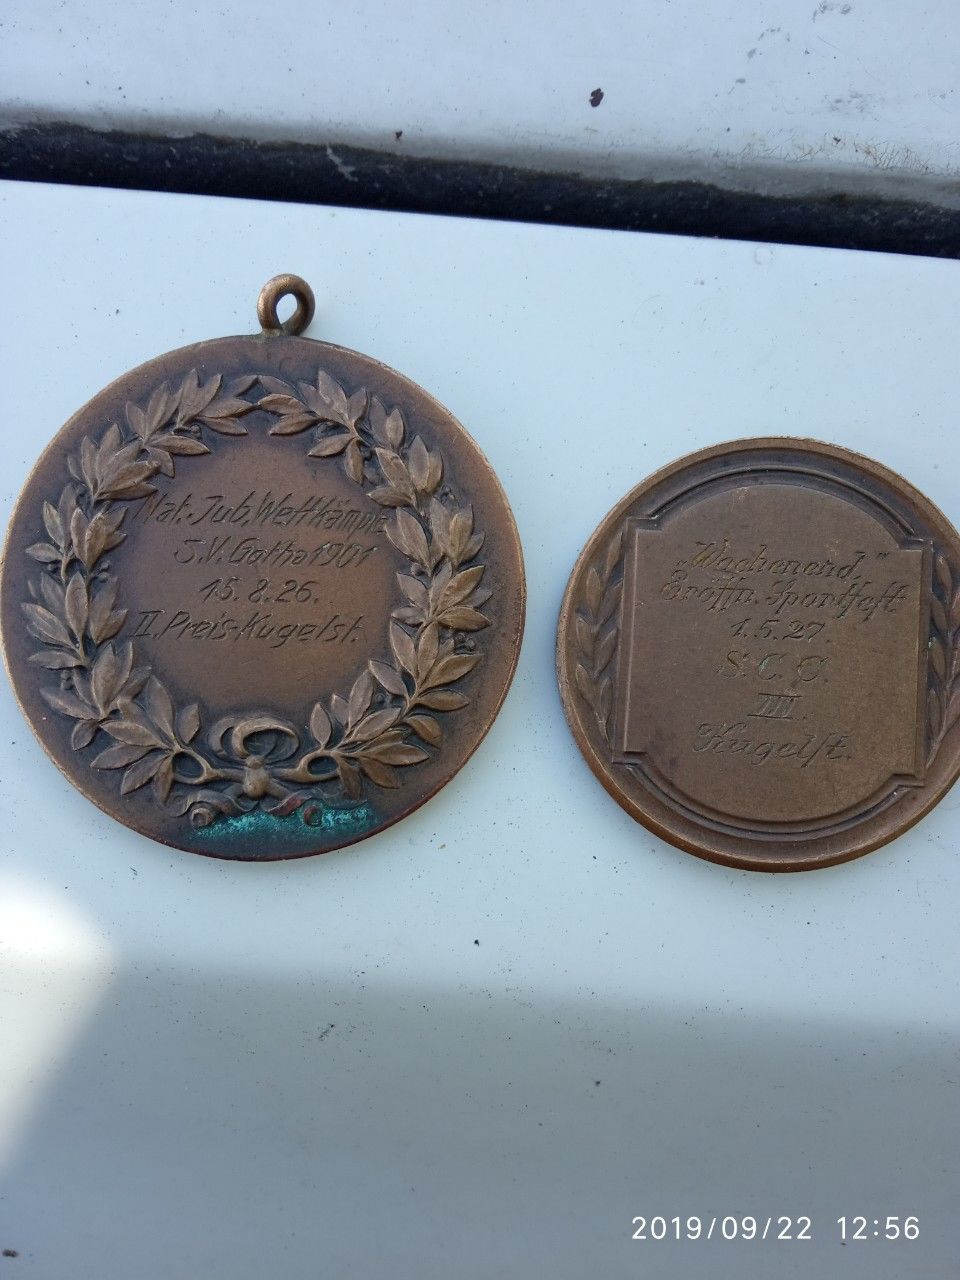 Nat. Jub. Wettkämpfe
S.V. Gotha 1901
15.8.26.
II. Preis-Kugelst.
Eröffn. Sportfest
1.5.27.
III
Kugelst.
2019/09/22 12:56